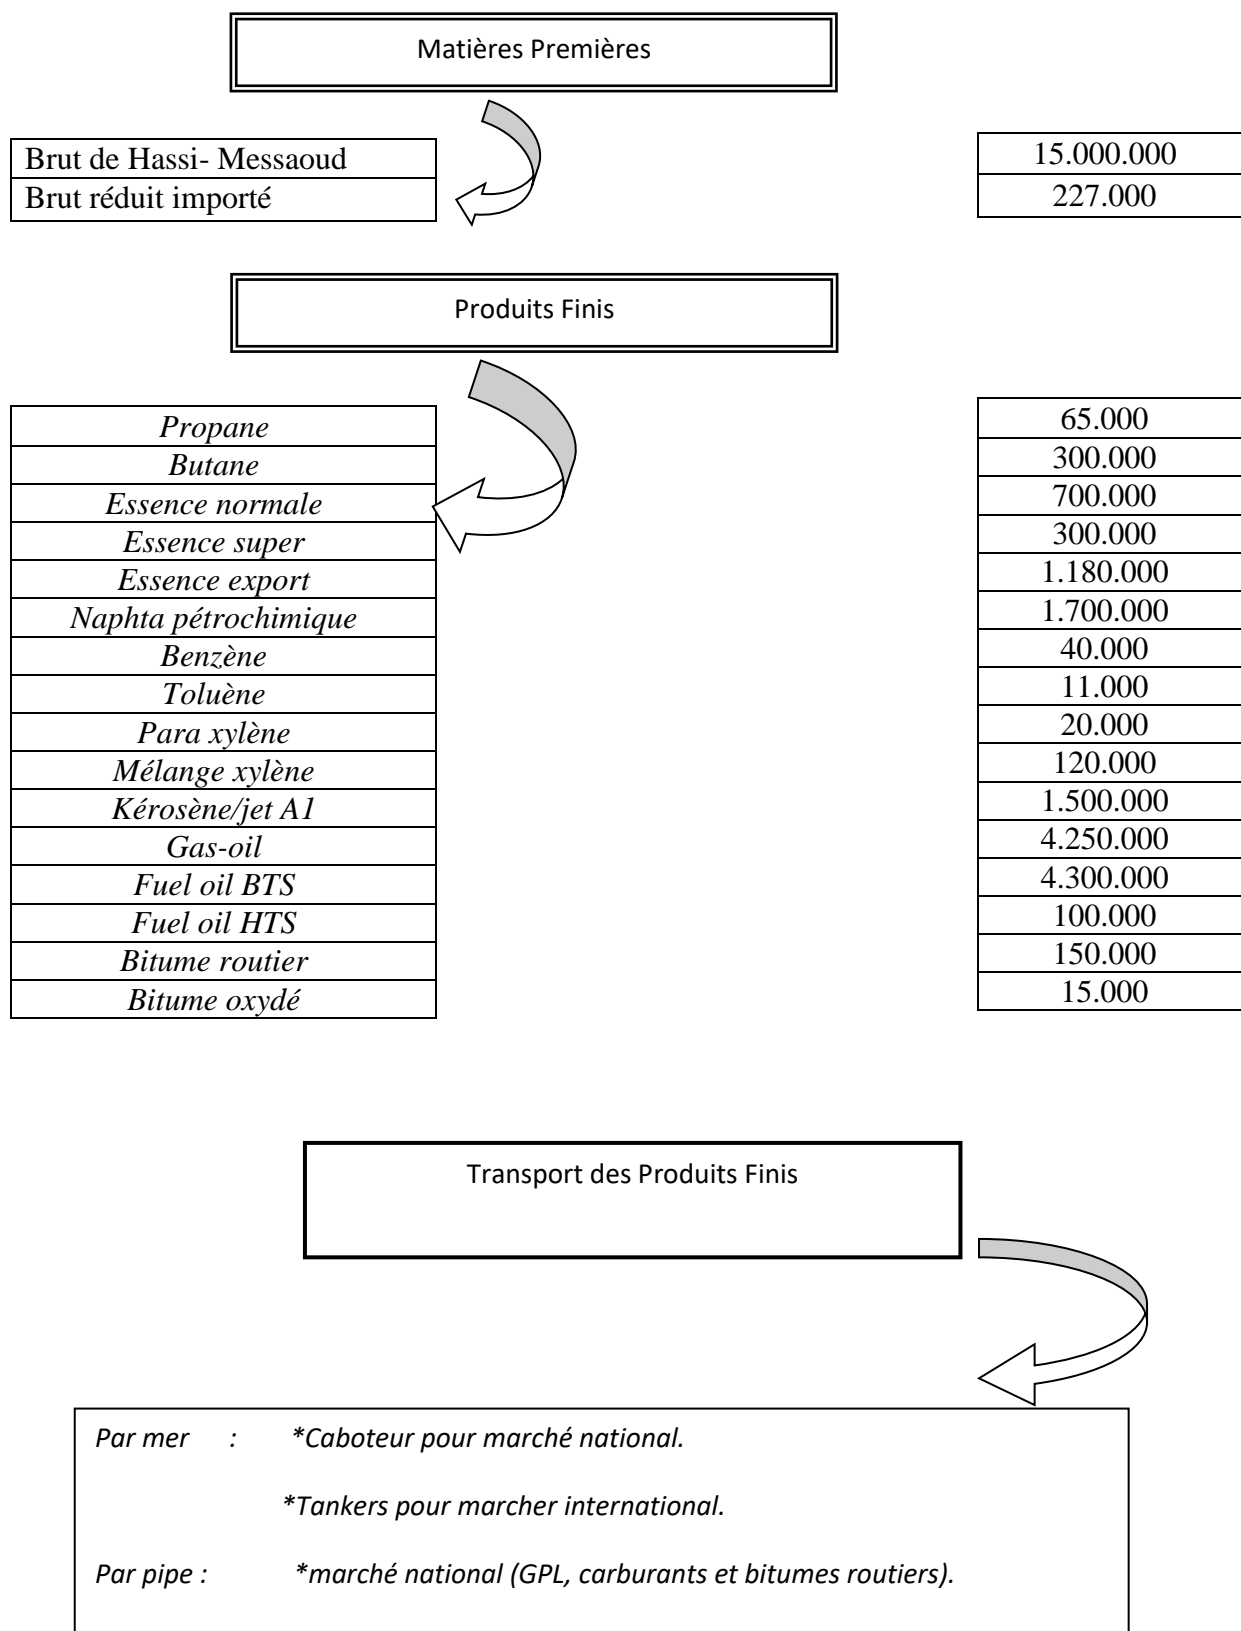 Matières Premières
Brut de Hassi- Messaoud 15.000.000
Brut réduit importé 227.000
Produits Finis
Propane 65.000
Butane 300.000
Essence normale 700.000
Essence super 300.000
Essence export 1.180.000
Naphta pétrochimique 1.700.000
Benzène 40.000
Toluène 11.000
Para xylène 20.000
Mélange xylène 120.000
Kérosène/jet A1 1.500.000
Gas-oil 4.250.000
Fuel oil BTS 4.300.000
Fuel oil HTS 100.000
Bitume routier 150.000
Bitume oxydé 15.000
Transport des Produits Finis
Par mer : *Caboteur pour marché national.
*Tankers pour marcher international.
Par pipe : *marché national (GPL, carburants et bitumes routiers).